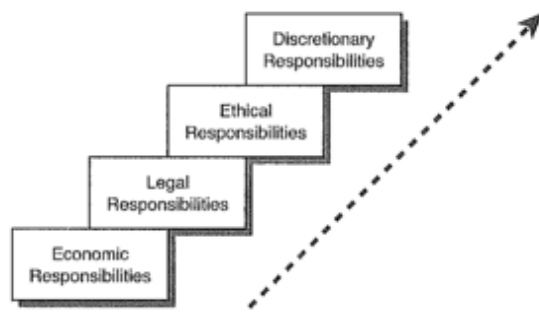 Discretionary
Responsibilities
Ethical
Responsibilities
Legal
Responsibilities
Economic
Responsibilities